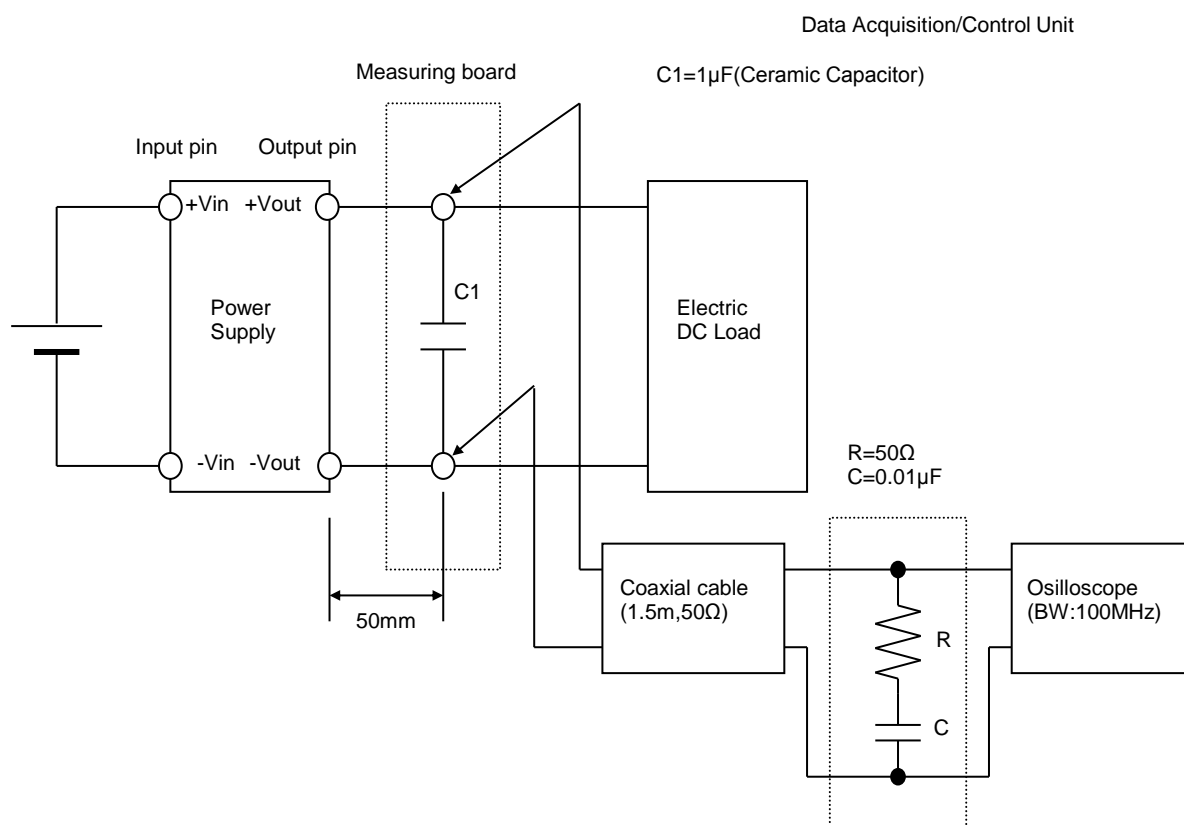 Data Acquisition/Control Unit
Measuring board
C1=1µF(Ceramic Capacitor)
Input pin
Output pin
+Vin
+Vout
C1
Power
Supply
Electric
DC Load
-Vin
-Vout
R=50Ω
C=0.01µF
50mm
Coaxial cable
(1.5m,50Ω)
R
Osilloscope
(BW:100MHz)
C